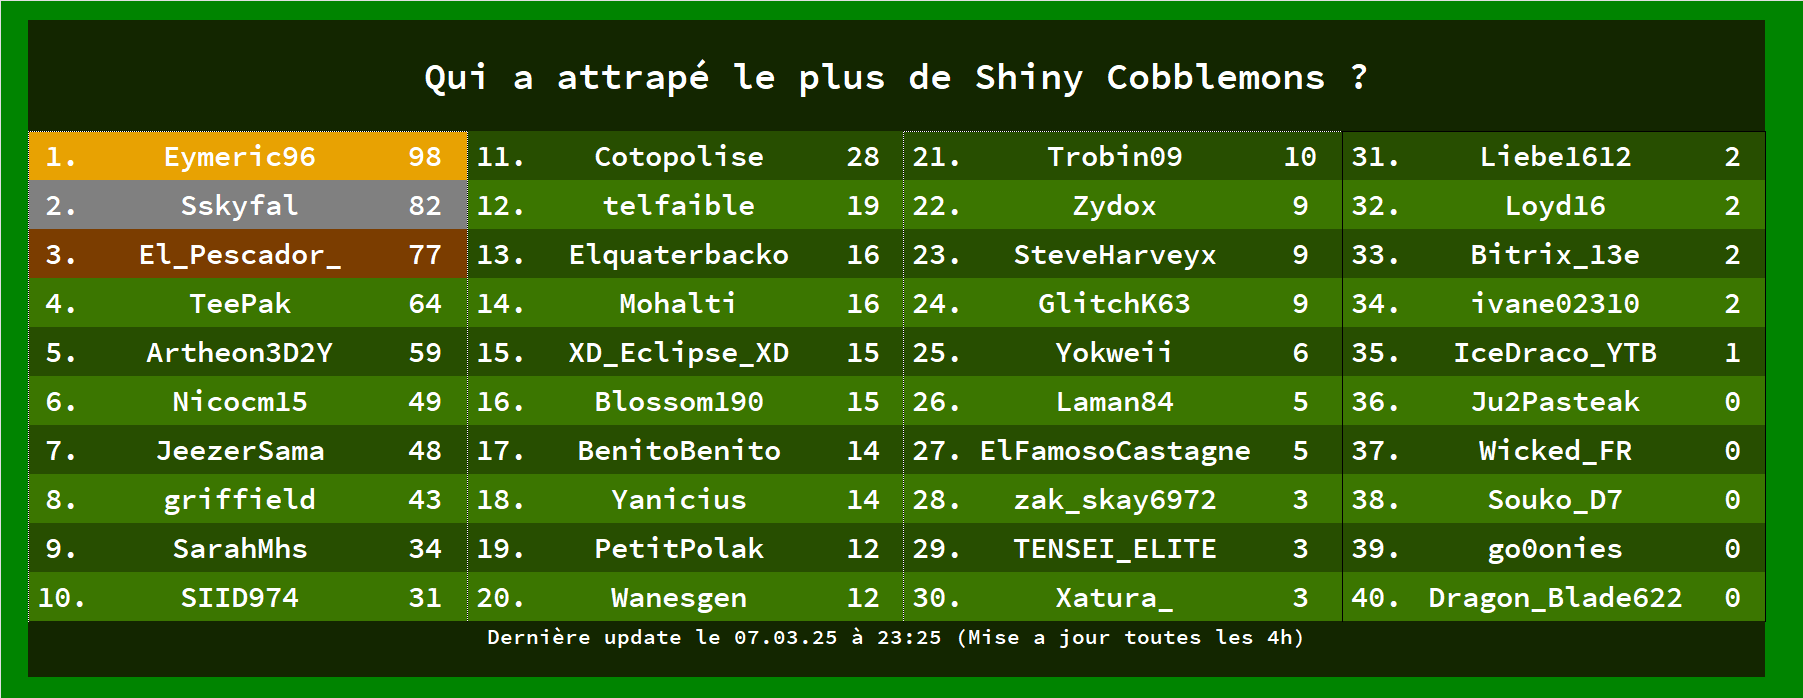 Qui a attrapé le plus de Shiny Cobblemons ?
1. Eymeric96 98
2. Sskyfal 82
3. El_Pescador_ 77
4. TeePak 64
5. Artheon3D2Y 59
6. Nicocm15 49
7. JeezerSama 48
8. griffield 43
9. SarahMhs 34
10. SIID974 31
11. Cotopolise 28
12. telfaible 19
13. Elquaterbacko 16
14. Mohalti 16
15. XD_Eclipse_XD 15
16. Blossom190 15
17. BenitoBenito 14
18. Yanicius 14
19. PetitPolak 12
20. Wanesgen 12
21. Trobin09 10
22. Zydox 9
23. SteveHarveyx 9
24. GlitchK63 9
25. Yokweii 6
26. Laman84 5
27. ElFamosoCastagne 5
28. zak_skay6972 3
29. TENSEI_ELITE 3
30. Xatura_ 3
31. Liebe1612 2
32. Loyd16 2
33. Bitrix_13e 2
34. ivane02310 2
35. IceDraco_YTB 1
36. Ju2Pasteak 0
37. Wicked_FR 0
38. Souko_D7 0
39. go0onies 0
40. Dragon_Blade622 0
Dernière update le 07.03.25 à 23:25 (Mise a jour toutes les 4h)